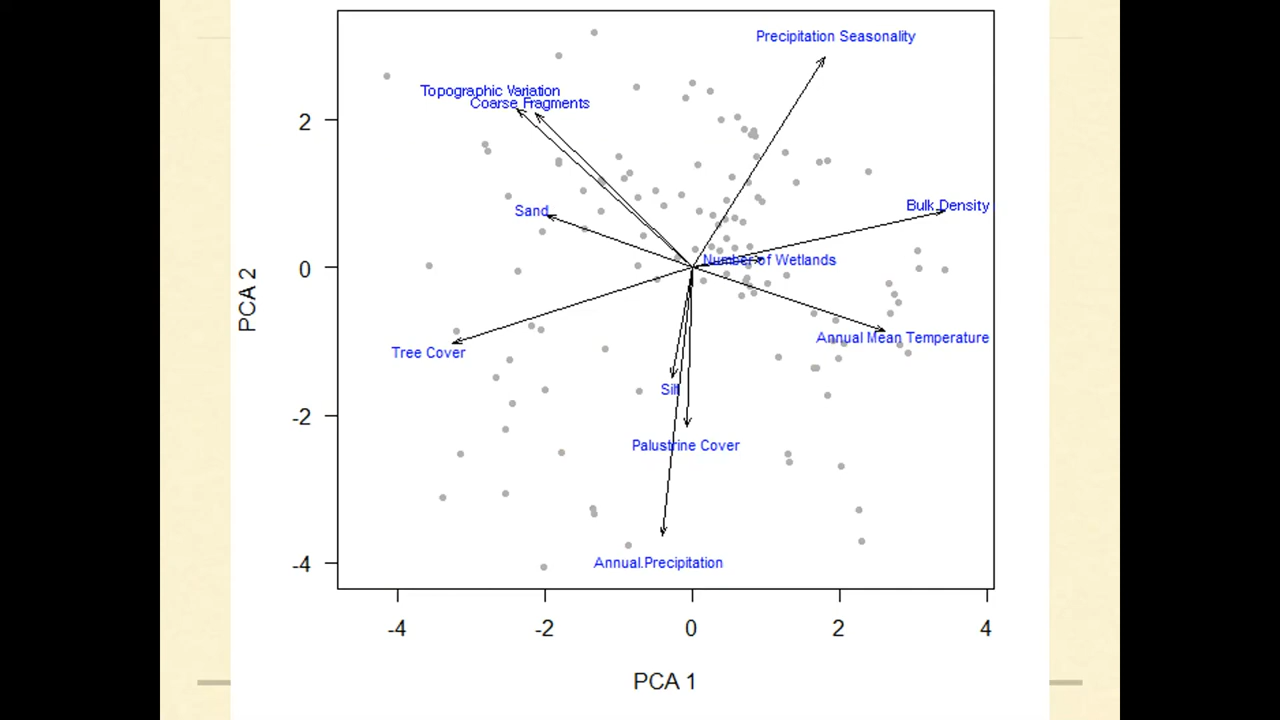 Precipitation Seasonality
Topographic Variation
Coarse Fragments
2
Sand
Bulk.Density
Number of Wetlands
0
PCA 2
Annual Mean Temperature
Tree Cover
Silt
-2
Palustrine Cover
Annual.Precipitation
-4
-4 -2 0 2 4
PCA 1